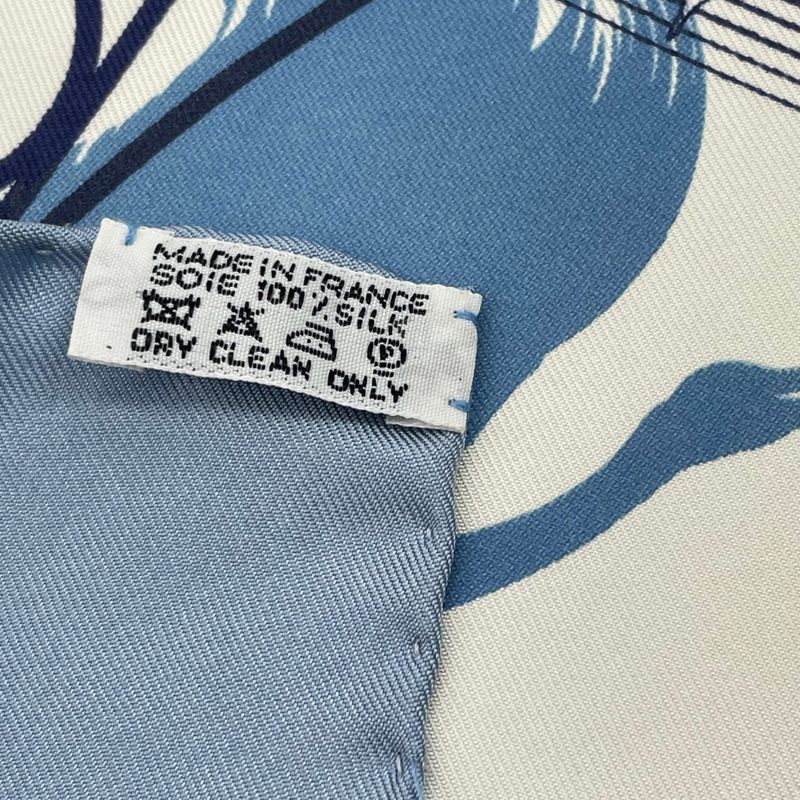 MADE IN FRANCE
SOIE 100% SILK
P
DRY CLEAN ONLY